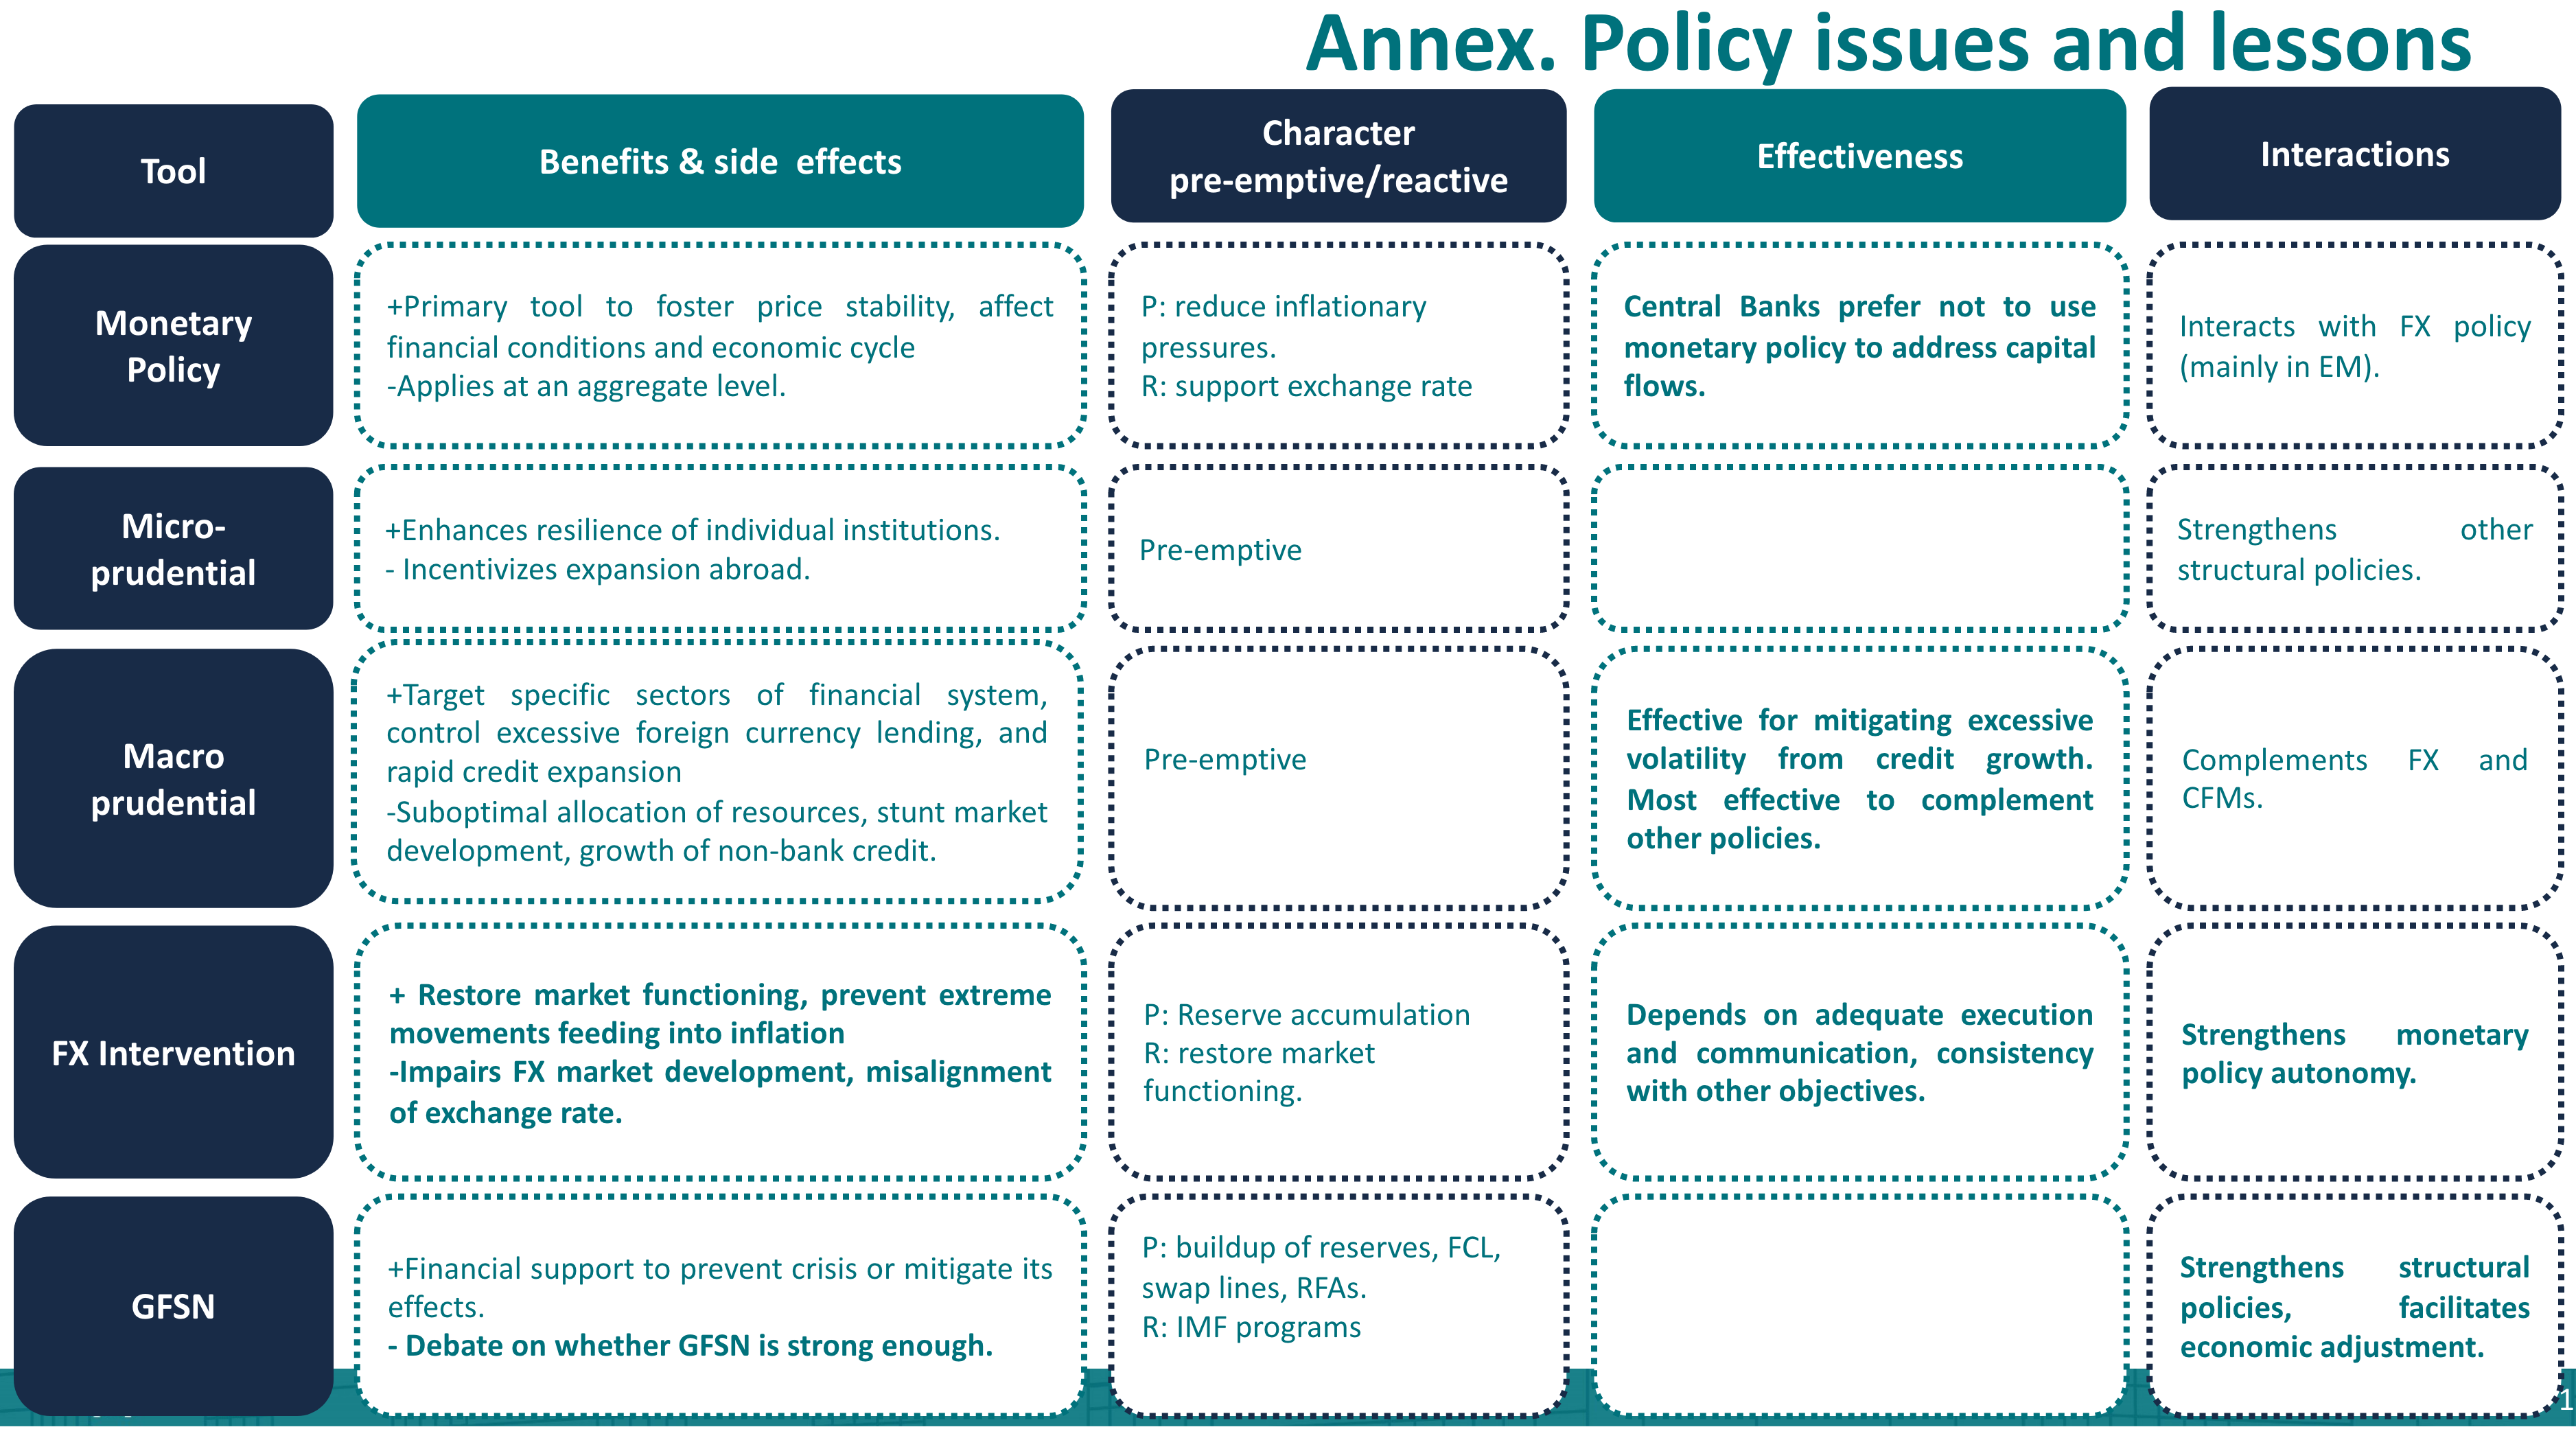 Annex. Policy issues and lessons
Tool
Benefits & side effects
Character
pre-emptive/reactive
Effectiveness
Interactions
Monetary
Policy
+Primary tool to foster price stability, affect
financial conditions and economic cycle
-Applies at an aggregate level.
P: reduce inflationary
pressures.
R: support exchange rate
Central Banks prefer not to use
monetary policy to address capital
flows.
Interacts with FX policy
(mainly in EM).
Micro-
prudential
+Enhances resilience of individual institutions.
- Incentivizes expansion abroad.
Pre-emptive
Strengthens other
structural policies.
Macro
prudential
+Target specific sectors of financial system,
control excessive foreign currency lending, and
rapid credit expansion
-Suboptimal allocation of resources, stunt market
development, growth of non-bank credit.
Pre-emptive
Effective for mitigating excessive
volatility from credit growth.
Most effective to complement
other policies.
Complements FX and
CFMs.
FX Intervention
+ Restore market functioning, prevent extreme
movements feeding into inflation
-Impairs FX market development, misalignment
of exchange rate.
P: Reserve accumulation
R: restore market
functioning.
Depends on adequate execution
and communication, consistency
with other objectives.
Strengthens monetary
policy autonomy.
GFSN
+Financial support to prevent crisis or mitigate its
effects.
- Debate on whether GFSN is strong enough.
P: buildup of reserves, FCL,
swap lines, RFAs.
R: IMF programs
Strengthens structural
policies, facilitates
economic adjustment.
1